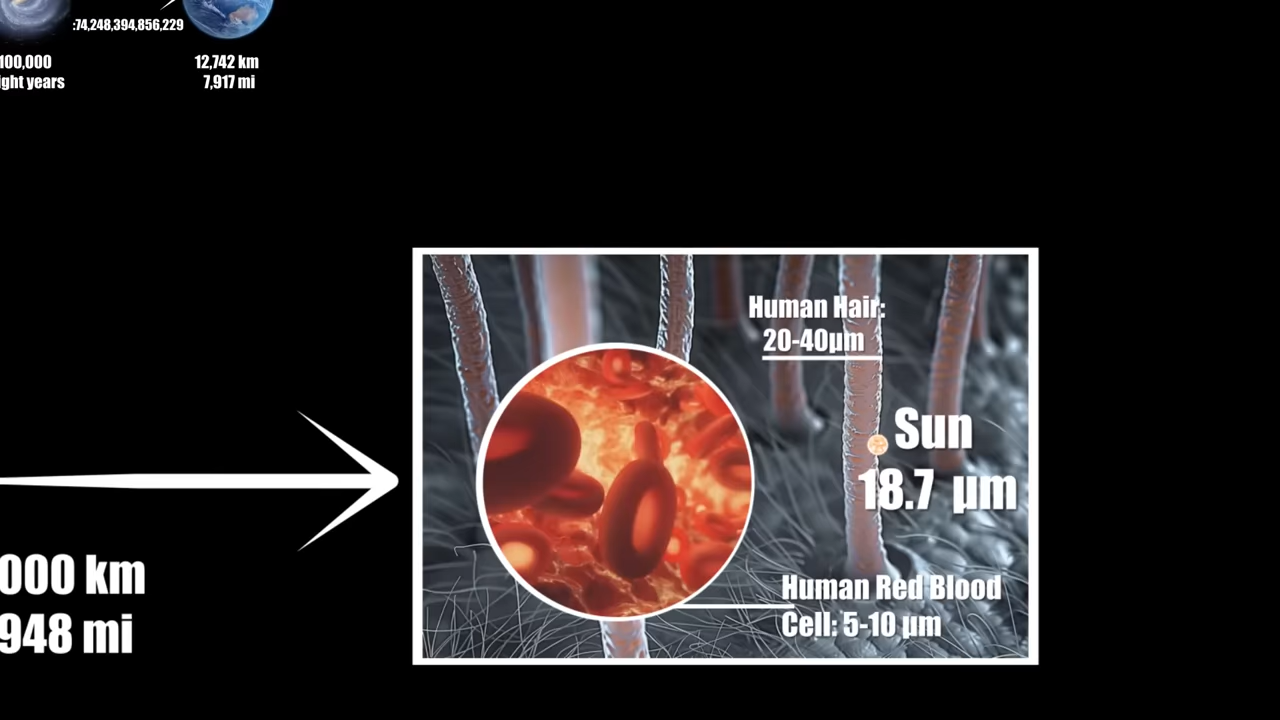 :74,248,394,856,229
100,000
ight years
12,742 km
7,917 mi
Human Hair:
20-40µm
Sun
18.7 µm
Human Red Blood
Cell: 5-10 µm
000 km
948 mi